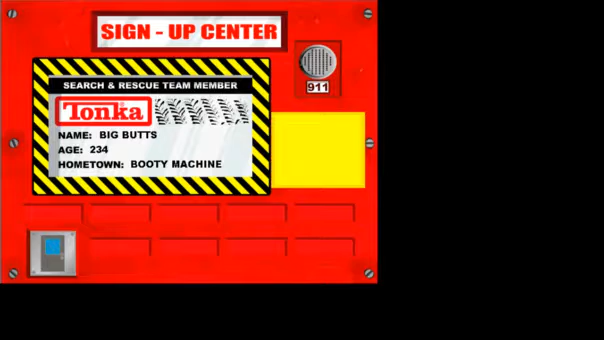 SIGN - UP CENTER
911
SEARCH & RESCUE TEAM MEMBER
Tonka
NAME: BIG BUTTS
AGE: 234
HOMETOWN: BOOTY MACHINE